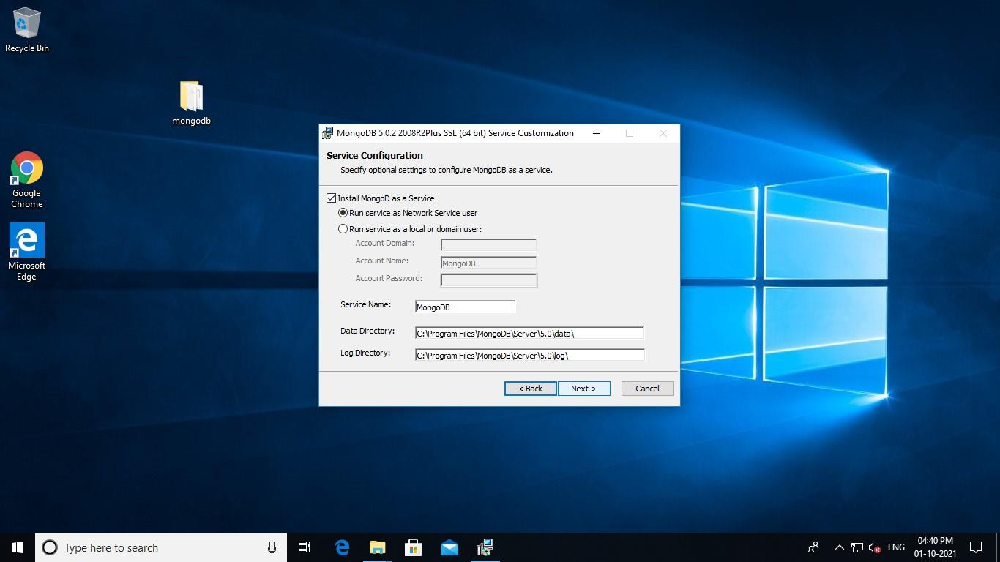 Recycle Bin
mongodb
Google
Chrome
Microsoft
Edge
MongoDB 5.0.2 2008R2Plus SSL (64 bit) Service Customization
Service Configuration
Specify optional settings to configure MongoDB as a service.
Install MongoD as a Service
Run service as Network Service user
Run service as a local or domain user:
Account Domain: .
Account Name: MongoDB
Account Password:
Service Name: MongoDB
Data Directory: C:\Program Files\MongoDB\Server\5.0\data\
Log Directory: C:\Program Files\MongoDB\Server\5.0\log\
< Back Next > Cancel
Type here to search
ENG
04:40 PM
01-10-2021